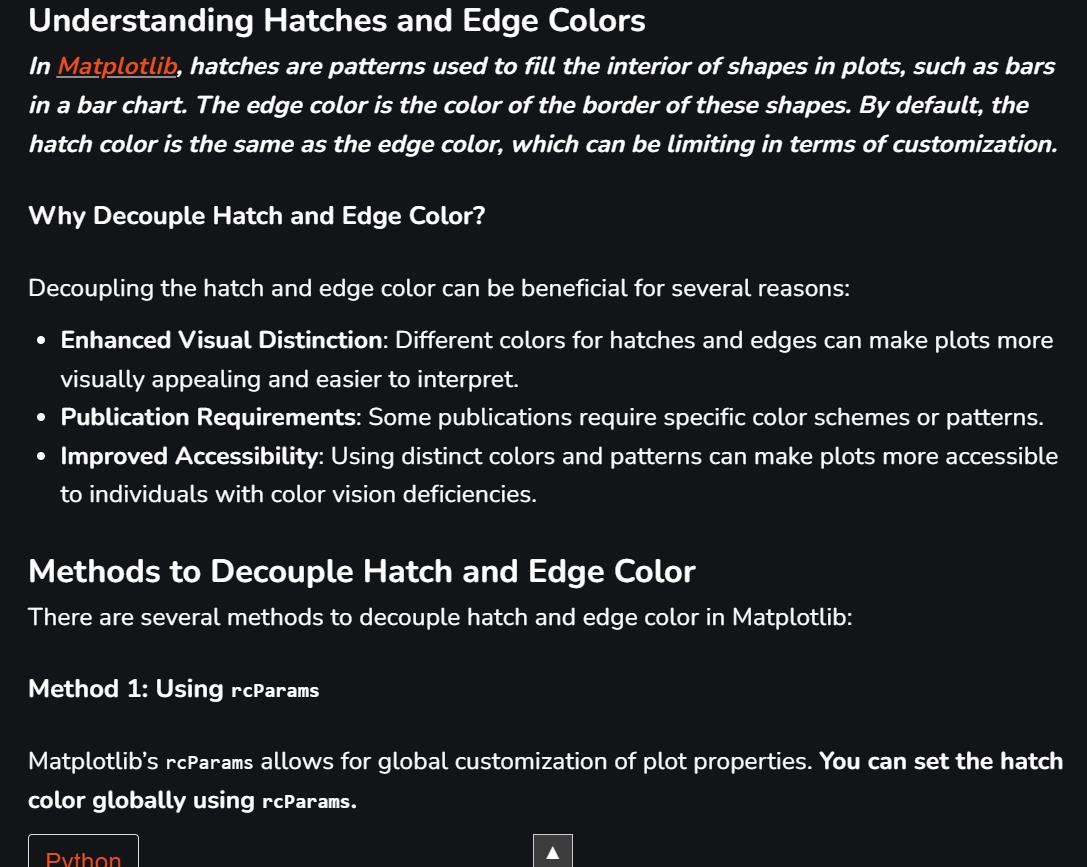 Understanding Hatches and Edge Colors
In Matplotlib, hatches are patterns used to fill the interior of shapes in plots, such as bars
in a bar chart. The edge color is the color of the border of these shapes. By default, the
hatch color is the same as the edge color, which can be limiting in terms of customization.
Why Decouple Hatch and Edge Color?
Decoupling the hatch and edge color can be beneficial for several reasons:
• Enhanced Visual Distinction: Different colors for hatches and edges can make plots more
visually appealing and easier to interpret.
• Publication Requirements: Some publications require specific color schemes or patterns.
• Improved Accessibility: Using distinct colors and patterns can make plots more accessible
to individuals with color vision deficiencies.
Methods to Decouple Hatch and Edge Color
There are several methods to decouple hatch and edge color in Matplotlib:
Method 1: Using rcParams
Matplotlib’s rcParams allows for global customization of plot properties. You can set the hatch
color globally using rcParams.
Python